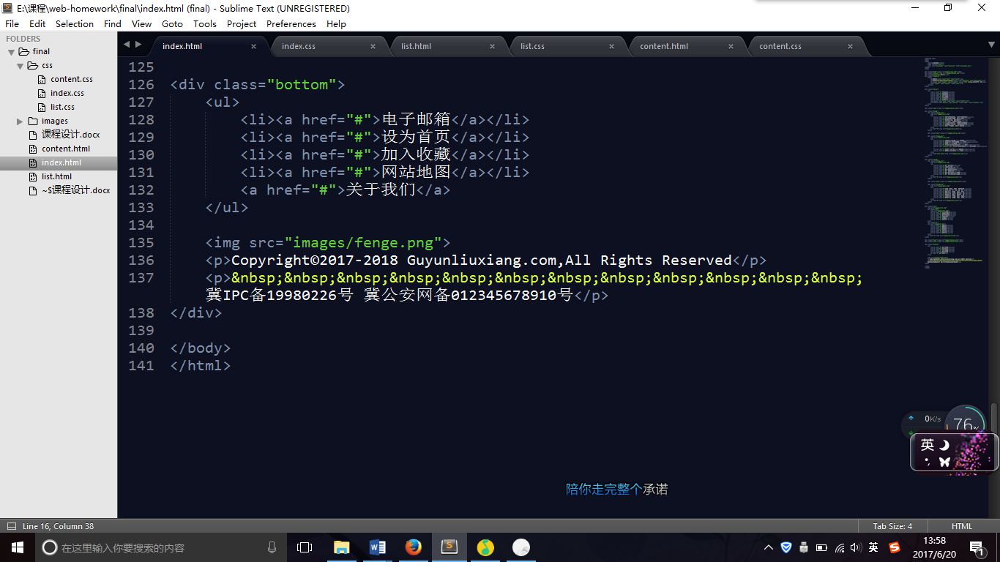 E:\课程\web-homework\final\index.html (final) - Sublime Text (UNREGISTERED)
File Edit Selection Find View Goto Tools Project Preferences Help
FOLDERS
final
css
content.css
index.css
list.css
images
课程设计.docx
content.html
index.html
list.html
~$课程设计.docx
index.html index.css list.html list.css content.html content.css
125
126 <div class="bottom">
127 <ul>
128 <li><a href="#">电子邮箱</a></li>
129 <li><a href="#">设为首页</a></li>
130 <li><a href="#">加入收藏</a></li>
131 <li><a href="#">网站地图</a></li>
132 <a href="#">关于我们</a>
133 </ul>
134
135 <img src="images/fenge.png">
136 <p>Copyright©2017-2018 Guyunliuxiang.com,All Rights Reserved</p>
137 <p>&nbsp;&nbsp;&nbsp;&nbsp;&nbsp;&nbsp;&nbsp;&nbsp;&nbsp;&nbsp;&nbsp;&nbsp;
冀IPC备19980226号 冀公安网备012345678910号</p>
138 </div>
139
140 </body>
141 </html>
0K/s
76%
英
陪你走完整个承诺
Line 16, Column 38
Tab Size: 4 HTML
在这里输入你要搜索的内容
英
13:58
2017/6/20
1